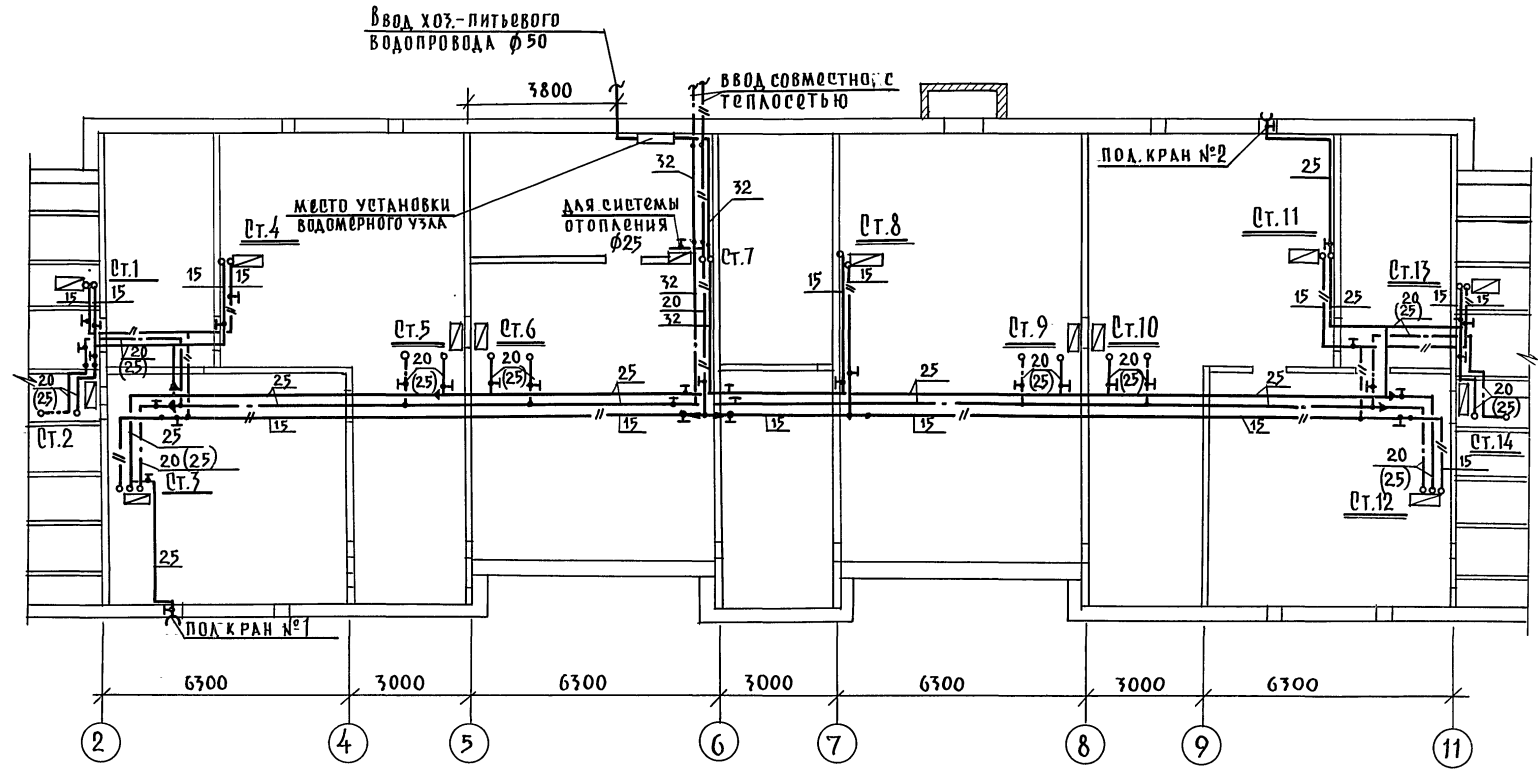 Ввод хоз.-питьевого
водопровода ϕ50
3800
ввод совместно с
теплосетью
пол. кран №2
32
25
32
место установки
водомерного узла
для системы
отопления
ϕ25
Ст.4
Ст.8
Ст.11
Ст.1
15
15
15
15
Ст.7
15
15
Ст.13
15
25
20
(25)
15
15
32
20
32
20
(25)
Ст.5
20
(25)
Ст.6
20
(25)
Ст.9
20
(25)
Ст.10
20
(25)
20
(25)
25
25
25
25
20
(25)
Ст.2
15
15
15
15
15
25
20(25)
Ст.3
20
(25)
15
Ст.14
Ст.12
25
пол кран №1
6300
3000
6300
3000
6300
3000
6300
2
4
5
6
7
8
9
11